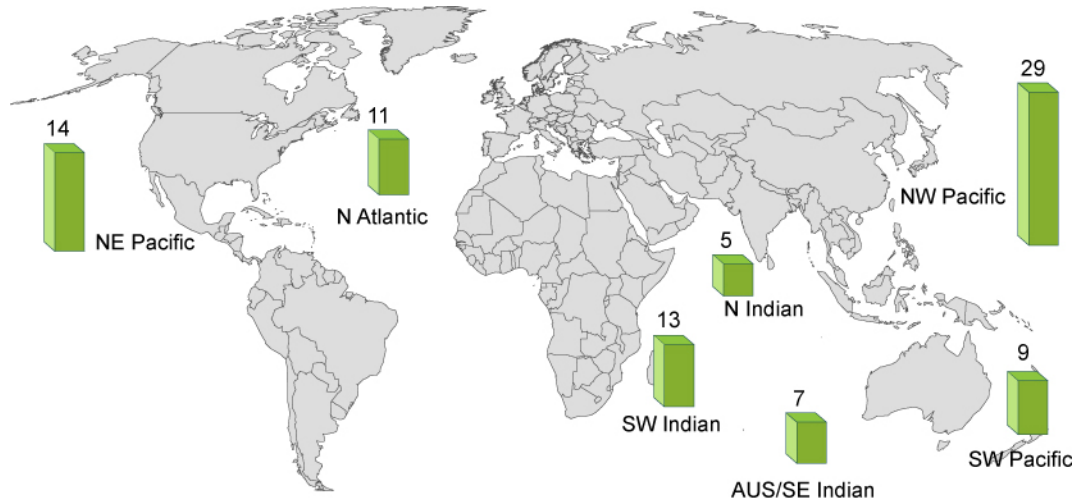 29
14
11
NW Pacific
N Atlantic
NE Pacific
5
N Indian
13
9
7
SW Indian
SW Pacific
AUS/SE Indian